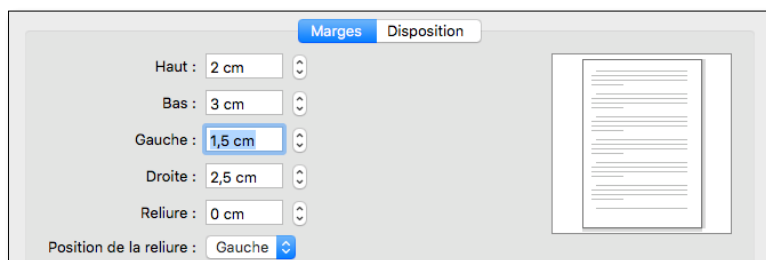 Marges Disposition
Haut : 2 cm
Bas : 3 cm
Gauche : 1,5 cm
Droite : 2,5 cm
Reliure : 0 cm
Position de la reliure : Gauche